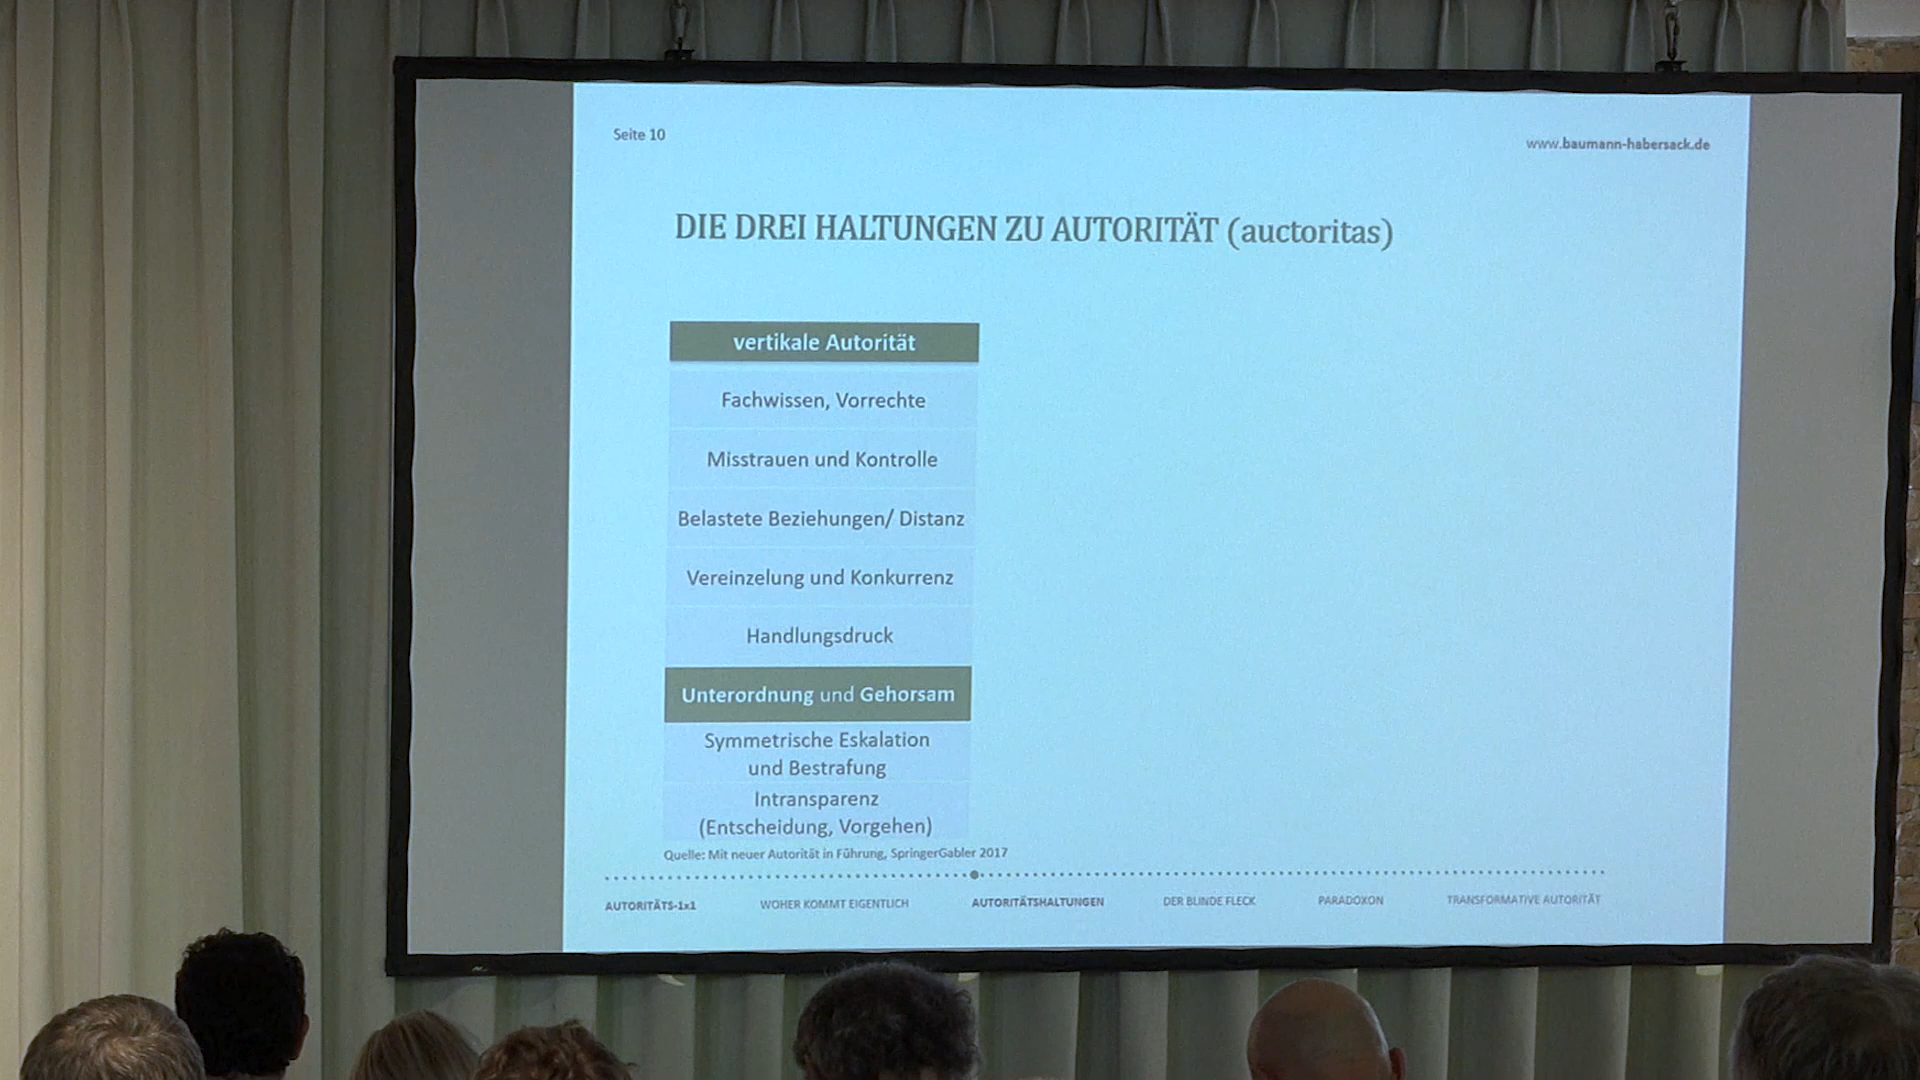 Seite 10
www.baumann-habersack.de
DIE DREI HALTUNGEN ZU AUTORITÄT (auctoritas)
vertikale Autorität
Fachwissen, Vorrechte
Misstrauen und Kontrolle
Belastete Beziehungen/ Distanz
Vereinzelung und Konkurrenz
Handlungsdruck
Unterordnung und Gehorsam
Symmetrische Eskalation
und Bestrafung
Intransparenz
(Entscheidung, Vorgehen)
Quelle: Mit neuer Autorität in Führung, SpringerGabler 2017
AUTORITÄTS-1x1
WOHER KOMMT EIGENTLICH
AUTORITÄTSHALTUNGEN
DER BLINDE FLECK
PARADOXON
TRANSFORMATIVE AUTORITÄT